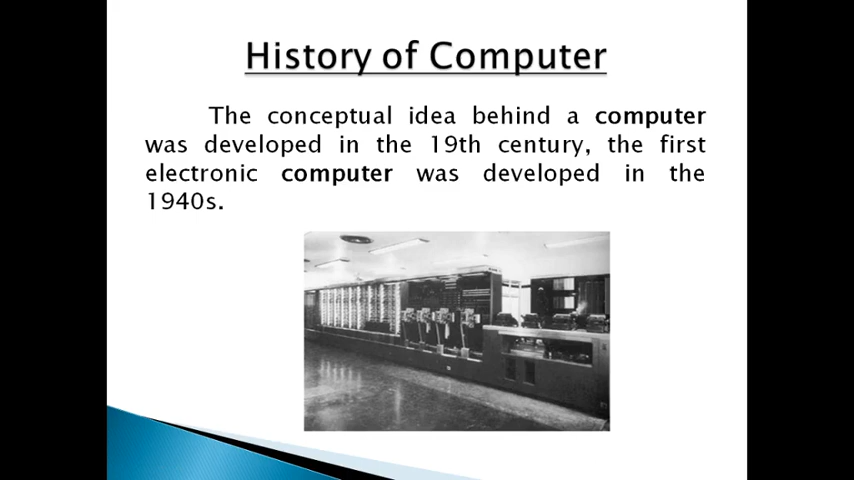 History of Computer
The conceptual idea behind a computer
was developed in the 19th century, the first
electronic computer was developed in the
1940s.